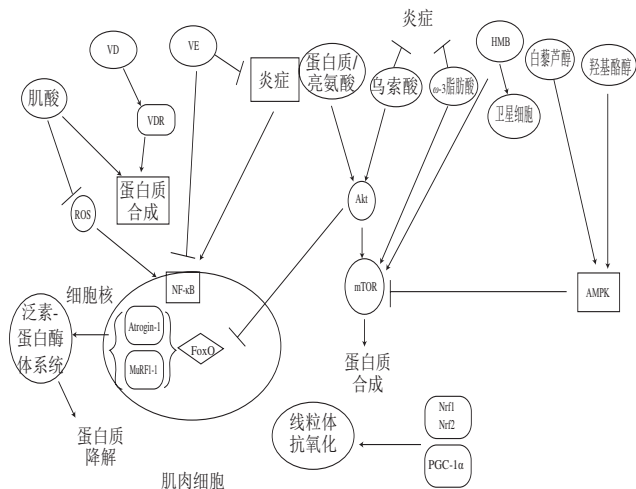 炎症
VD
VE
HMB
炎症
蛋白质/
亮氨酸
乌索酸
ω-3脂肪酸
白藜芦醇
羟基酪醇
肌酸
VDR
卫星细胞
蛋白质
合成
ROS
Akt
NF-κB
mTOR
AMPK
细胞核
泛素-
蛋白酶
体系统
Atrogin-1
MuRF1-1
FoxO
蛋白质
合成
蛋白质
降解
线粒体
抗氧化
Nrf1
Nrf2
PGC-1α
肌肉细胞